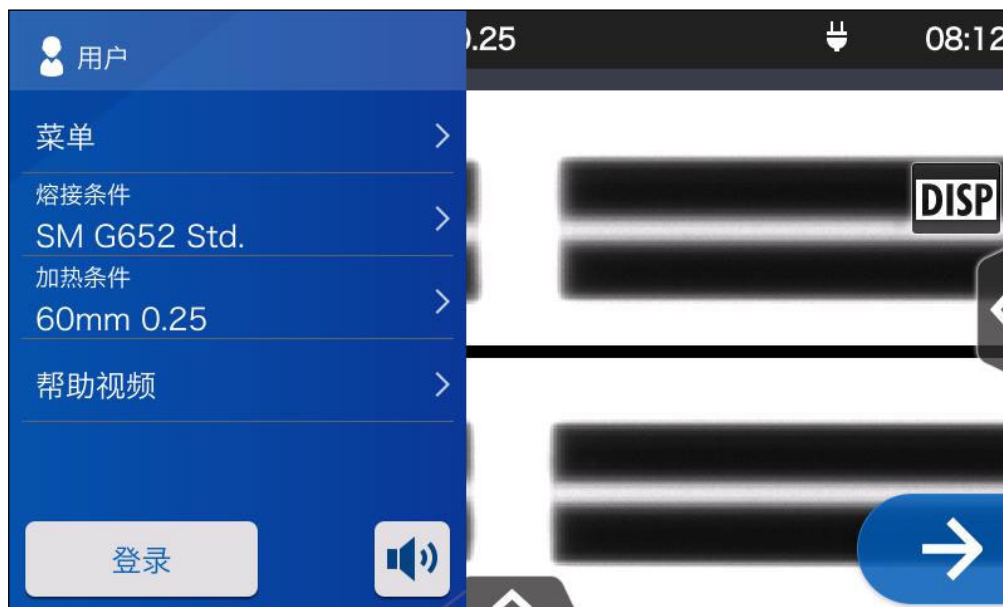 用户
菜单
熔接条件
SM G652 Std.
加热条件
60mm 0.25
帮助视频
登录
.25
08:12
DISP